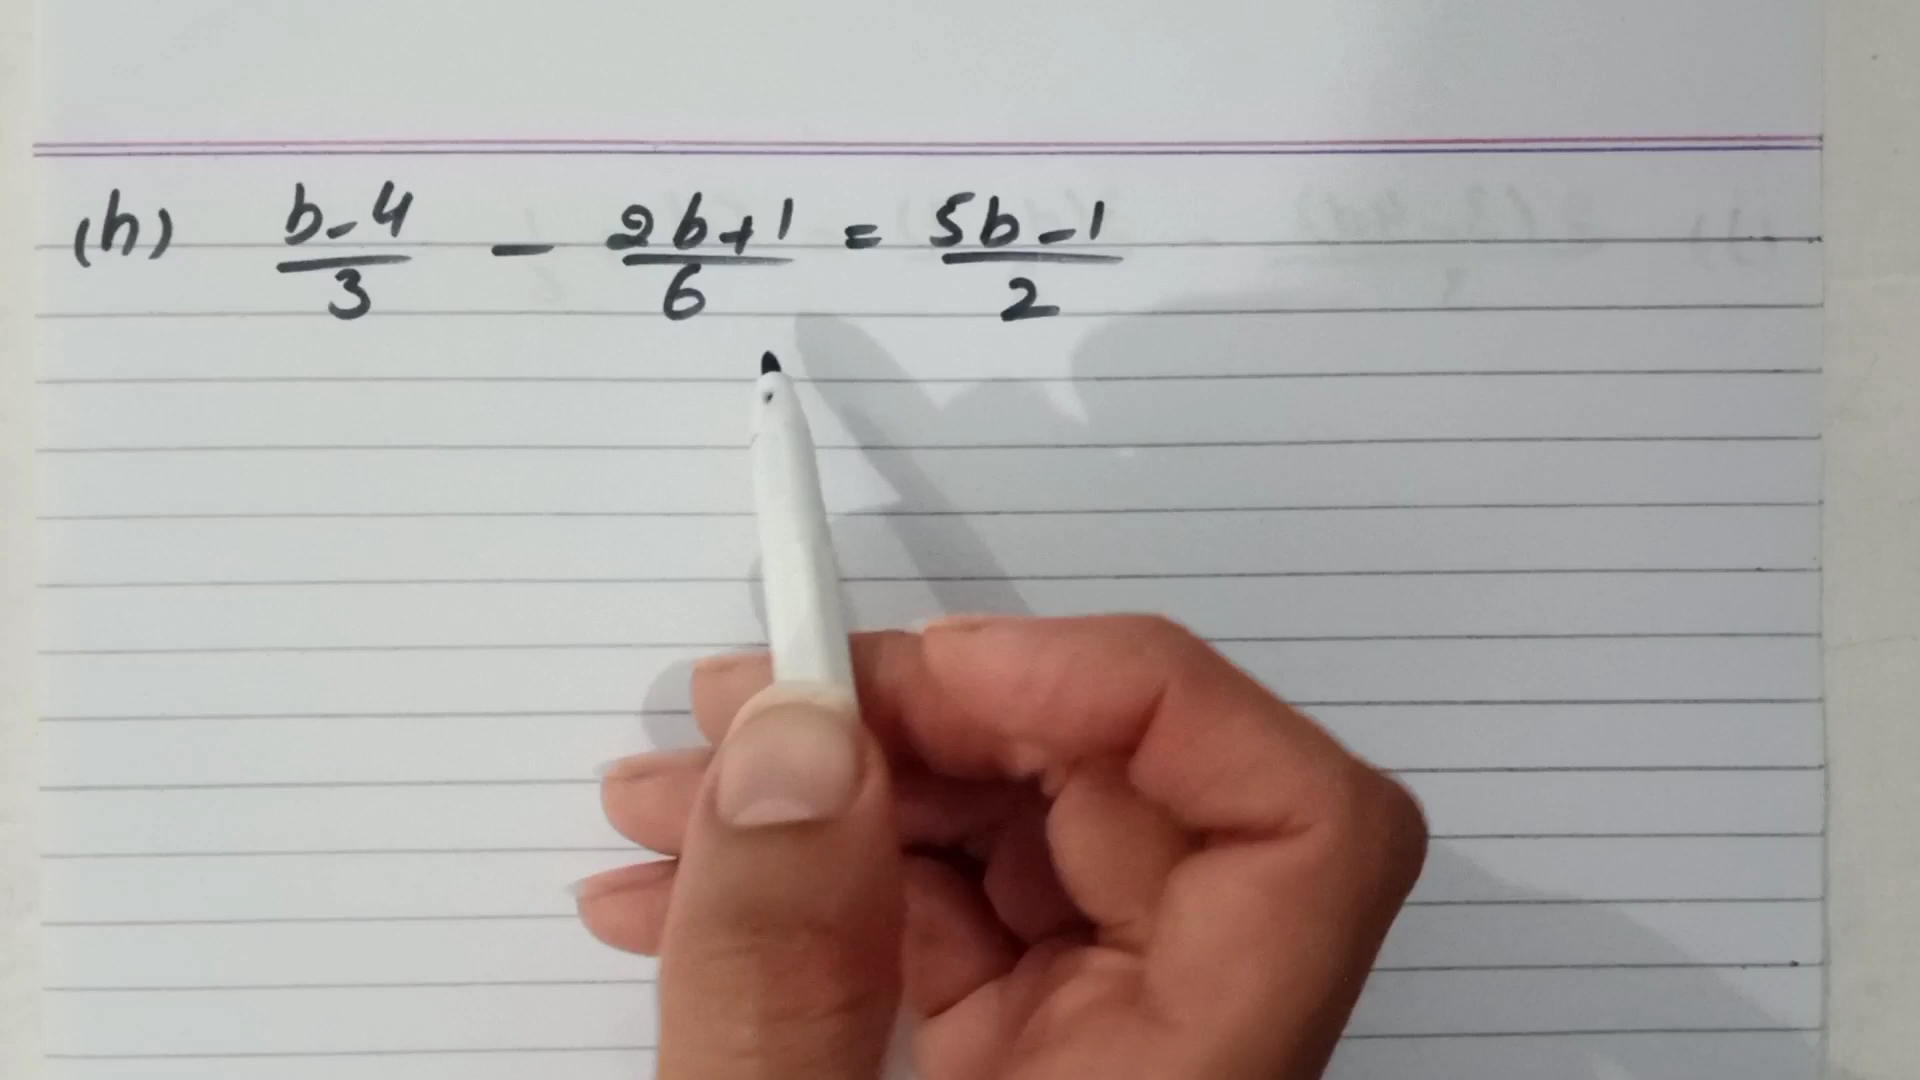 (h) b-4/3 - 2b+1/6 = 5b-1/2